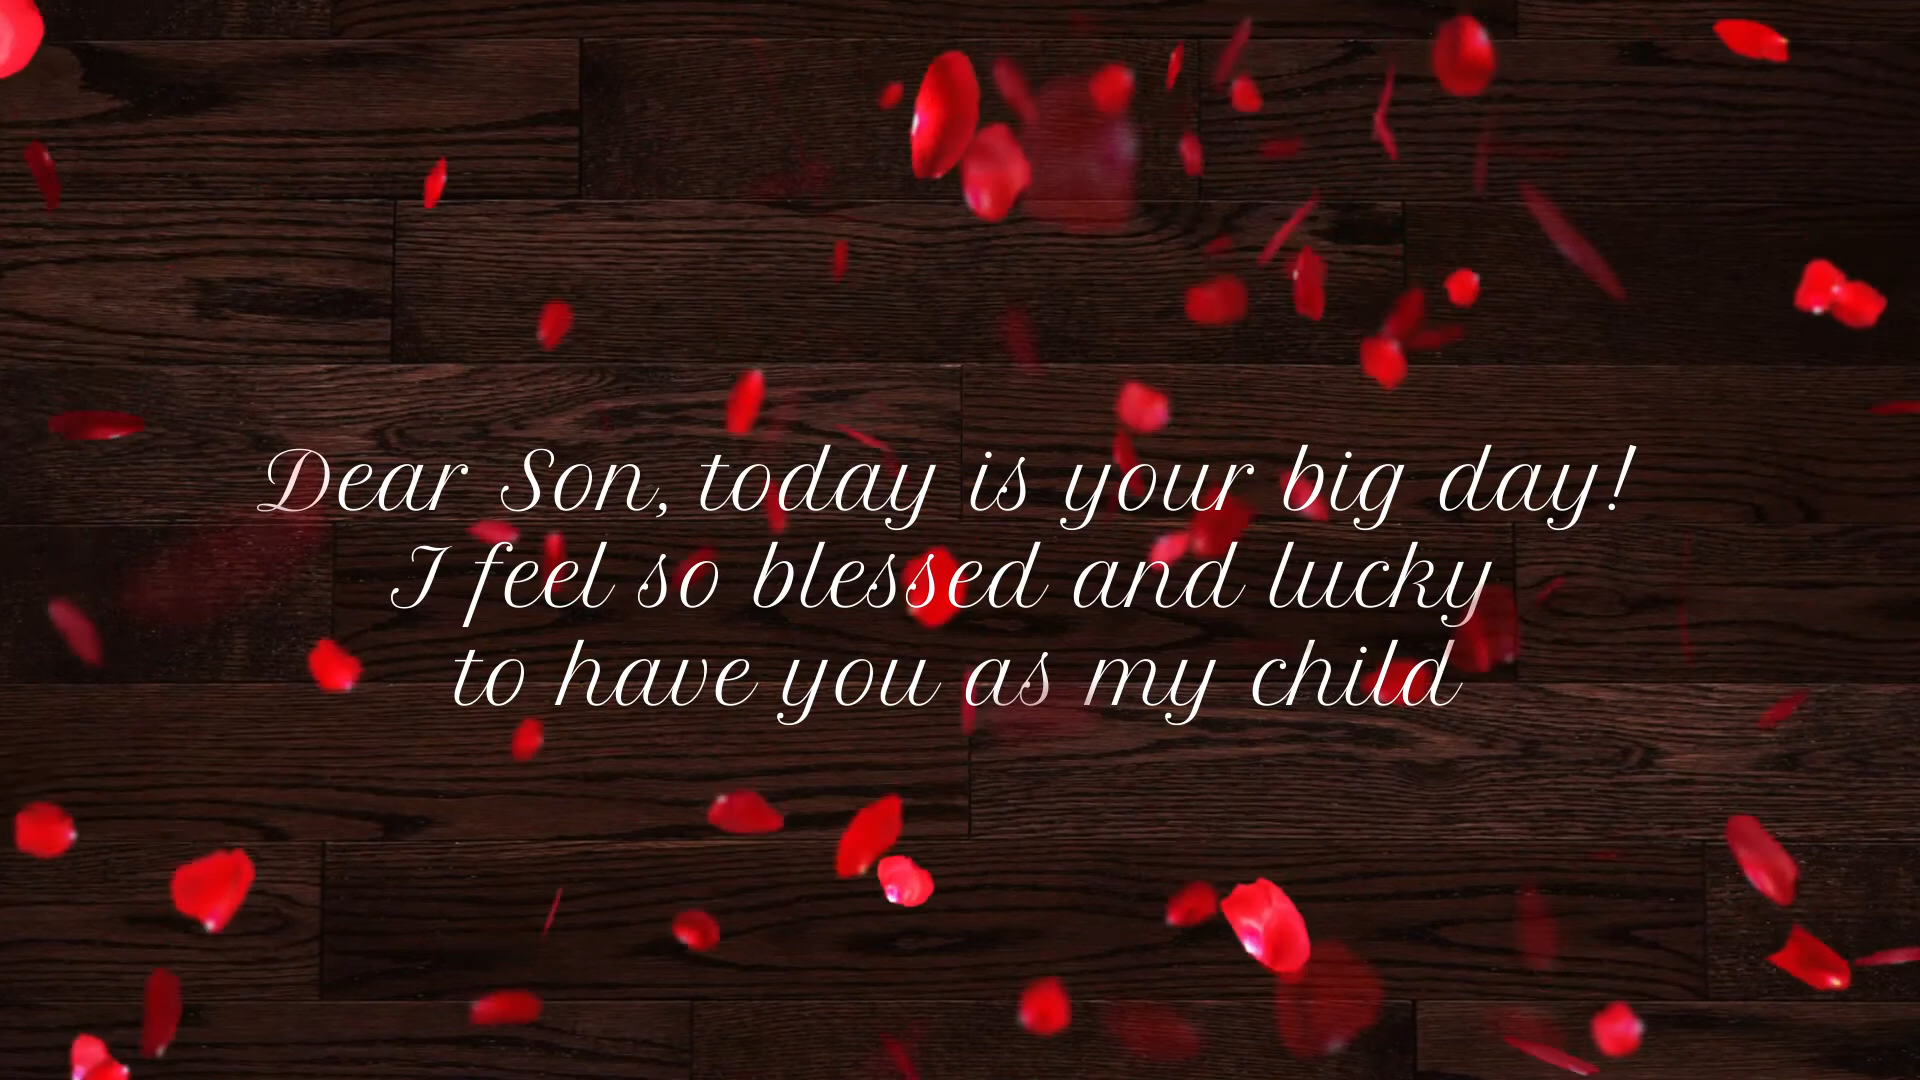 Dear Son, today is your big day!
I feel so blessed and lucky
to have you as my child